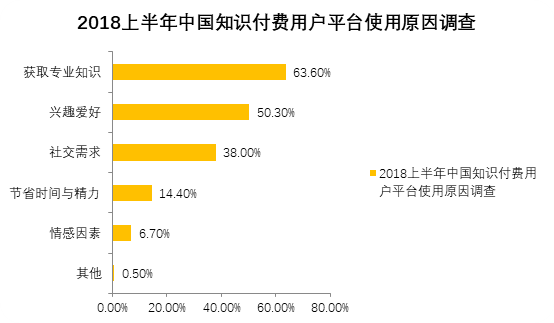 2018上半年中国知识付费用户平台使用原因调查
获取专业知识
63.60%
兴趣爱好
50.30%
社交需求
38.00%
节省时间与精力
14.40%
情感因素
6.70%
其他
0.50%
0.00% 20.00% 40.00% 60.00% 80.00%
2018上半年中国知识付费用
户平台使用原因调查